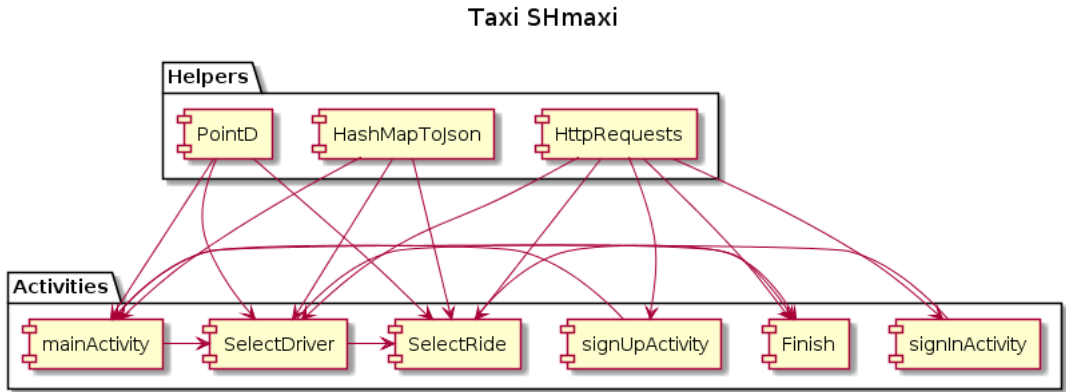 Taxi SHmaxi
Helpers
PointD
HashMapToJson
HttpRequests
Activities
mainActivity
SelectDriver
SelectRide
signUpActivity
Finish
signInActivity